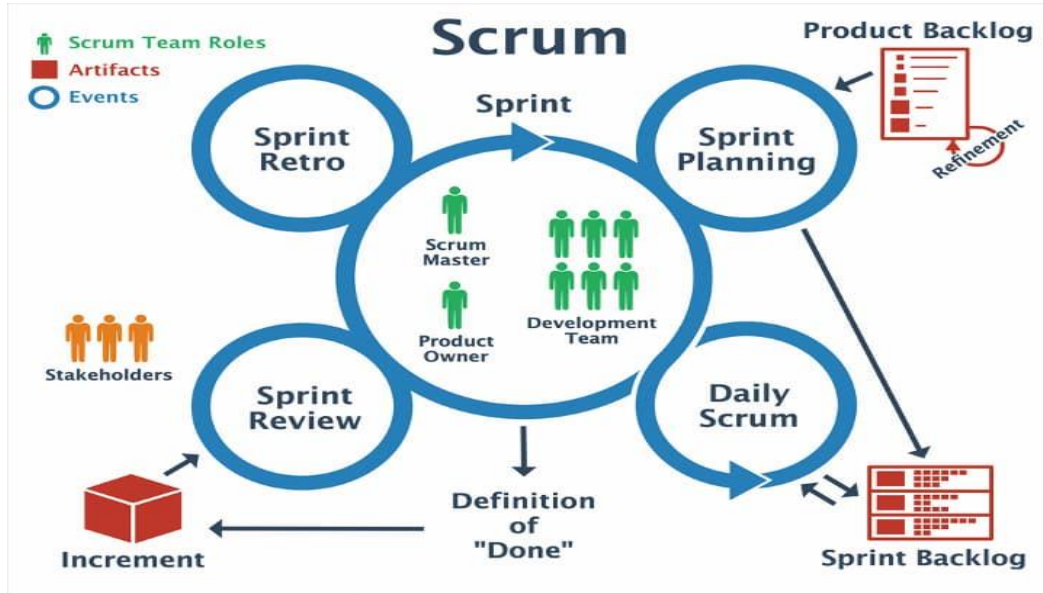 Scrum
Scrum Team Roles
Artifacts
Events
Product Backlog
Refinement
Sprint
Sprint
Retro
Sprint
Planning
Scrum
Master
Product
Owner
Development
Team
Stakeholders
Sprint
Review
Daily
Scrum
Increment
Definition
of
"Done"
Sprint Backlog